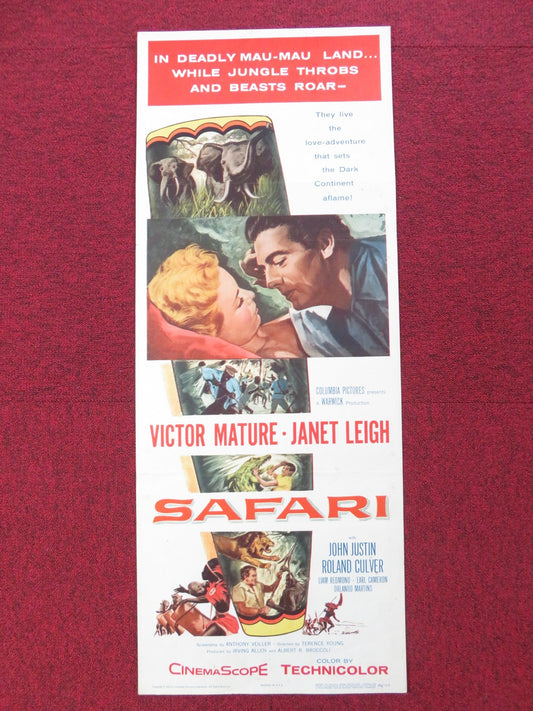 IN DEADLY MAU-MAU LAND...
WHILE JUNGLE THROBS
AND BEASTS ROAR—
They live
the
love-adventure
that sets
the Dark
Continent
aflame!
COLUMBIA PICTURES presents
A WARWICK Production
VICTOR MATURE · JANET LEIGH
SAFARI
with
JOHN JUSTIN
ROLAND CULVER
LIAM REDMOND · EARL CAMERON
ORLANDO MARTINS
Screenplay by ANTHONY VEILLER · Directed by TERENCE YOUNG
Produced by IRVING ALLEN and ALBERT R. BROCCOLI
CINEMASCOPE
COLOR BY
TECHNICOLOR